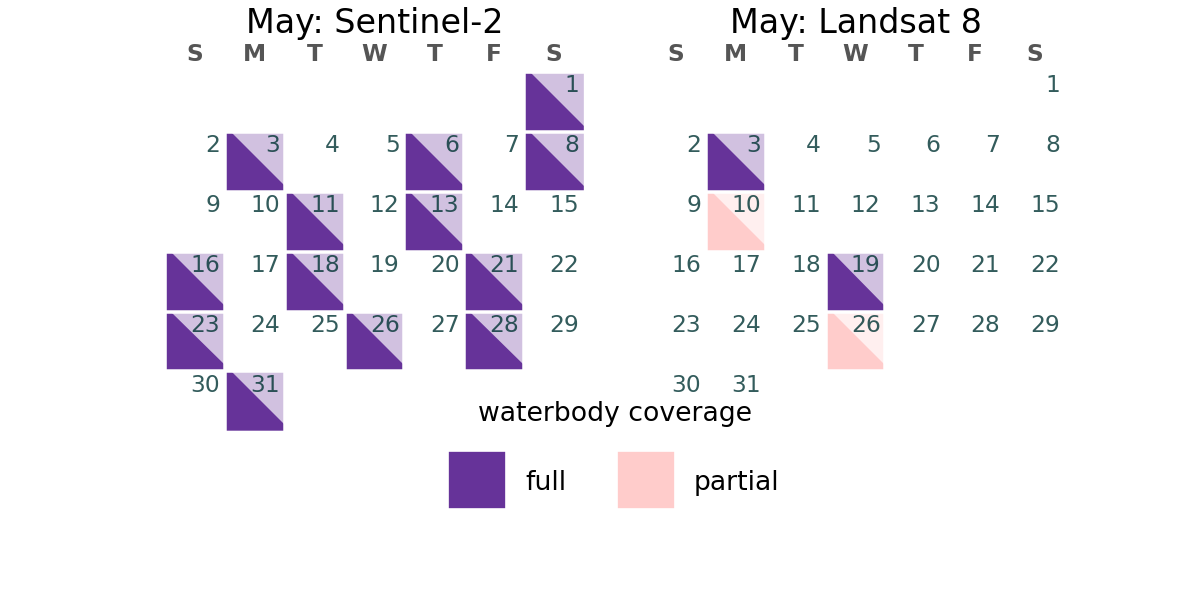 May: Sentinel-2
S M T W T F S
1
2 3 4 5 6 7 8
9 10 11 12 13 14 15
16 17 18 19 20 21 22
23 24 25 26 27 28 29
30 31
May: Landsat 8
S M T W T F S
1
2 3 4 5 6 7 8
9 10 11 12 13 14 15
16 17 18 19 20 21 22
23 24 25 26 27 28 29
30 31
waterbody coverage
full
partial